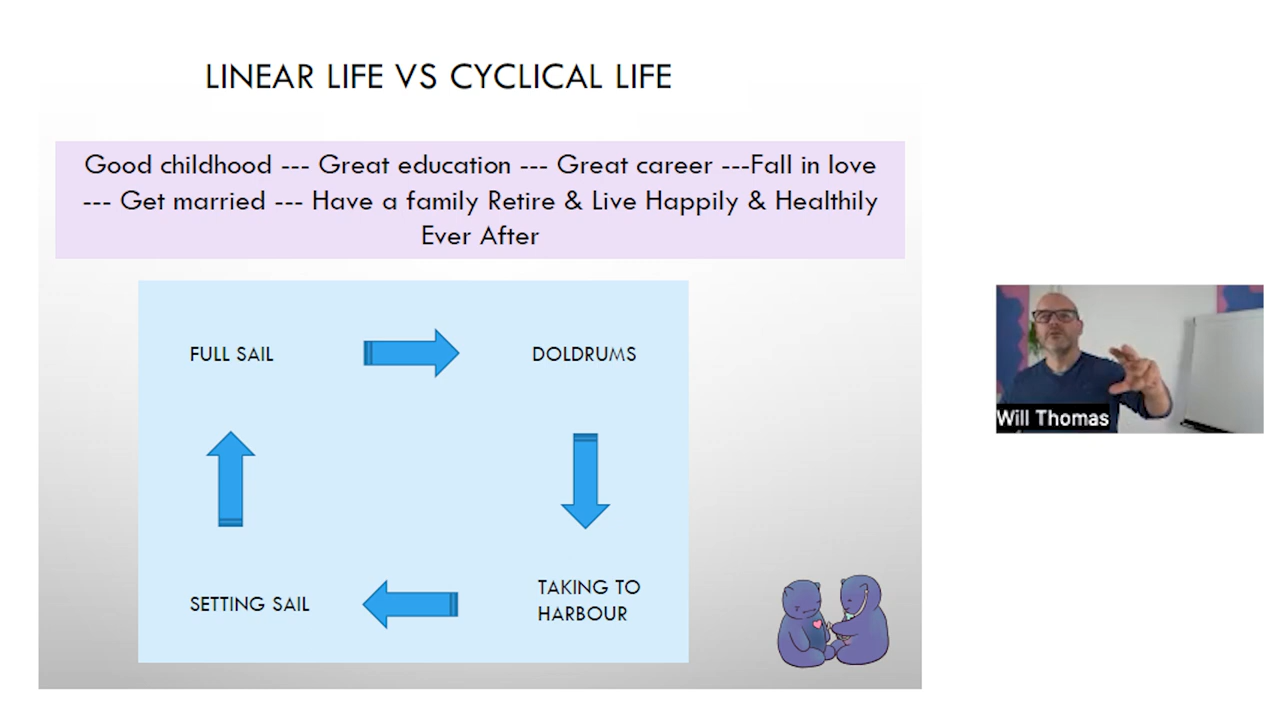 LINEAR LIFE VS CYCLICAL LIFE
Good childhood --- Great education --- Great career ---Fall in love
--- Get married --- Have a family Retire & Live Happily & Healthily
Ever After
FULL SAIL
DOLDRUMS
SETTING SAIL
TAKING TO
HARBOUR
Will Thomas